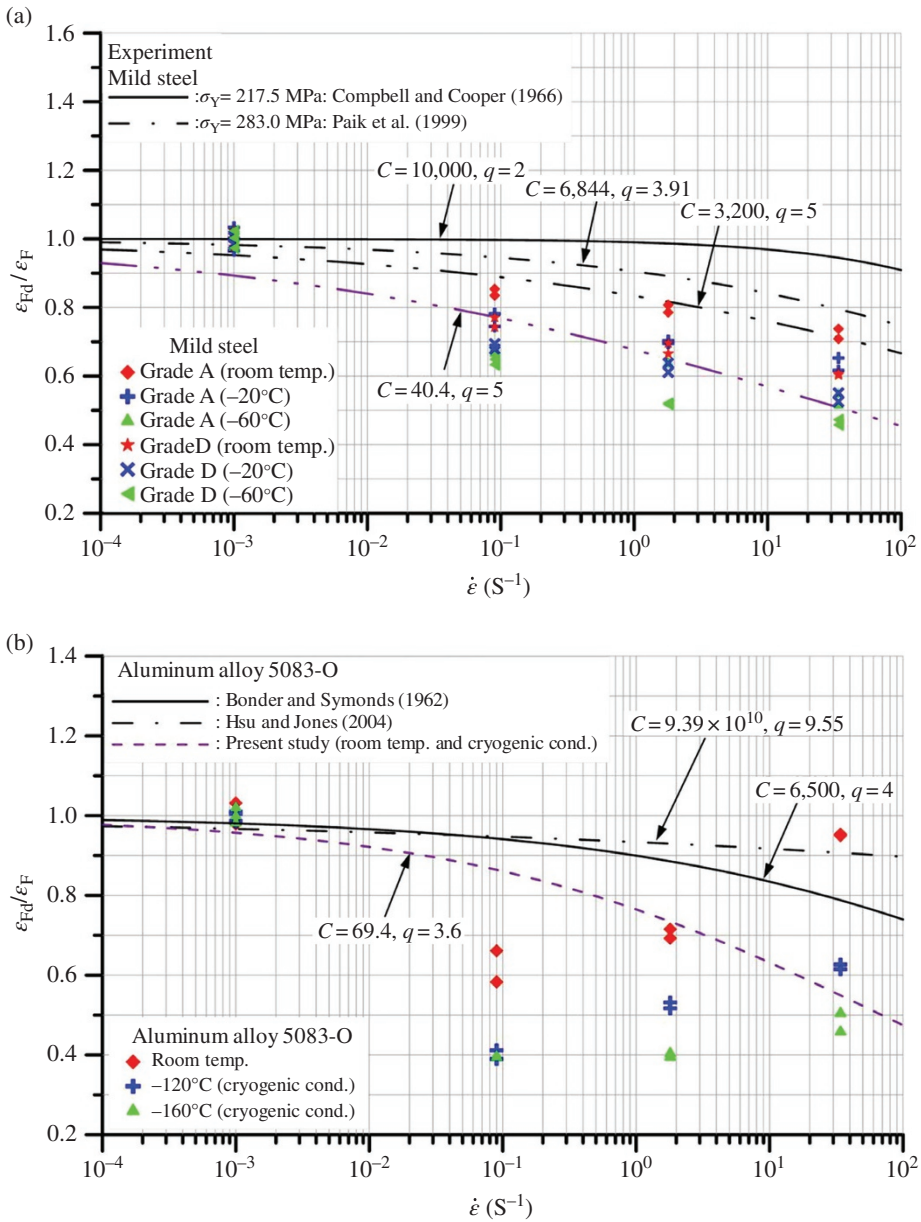 (a)
1.6
1.4
1.2
1.0
0.8
0.6
0.4
0.2
εFd/εF
Experiment
Mild steel
:σY= 217.5 MPa: Compbell and Cooper (1966)
:σY= 283.0 MPa: Paik et al. (1999)
C=10,000, q=2
C=6,844, q=3.91
C=3,200, q=5
C=40.4, q=5
Mild steel
Grade A (room temp.)
Grade A (–20°C)
Grade A (–60°C)
GradeD (room temp.)
Grade D (–20°C)
Grade D (–60°C)
10⁻⁴ 10⁻³ 10⁻² 10⁻¹ 10⁰ 10¹ 10²
ε̇ (S⁻¹)
(b)
1.4
1.2
1.0
0.8
0.6
0.4
0.2
εFd/εF
Aluminum alloy 5083-O
: Bonder and Symonds (1962)
: Hsu and Jones (2004)
: Present study (room temp. and cryogenic cond.)
C=9.39×10¹⁰, q=9.55
C=6,500, q=4
C=69.4, q=3.6
Aluminum alloy 5083-O
Room temp.
–120°C (cryogenic cond.)
–160°C (cryogenic cond.)
10⁻⁴ 10⁻³ 10⁻² 10⁻¹ 10⁰ 10¹ 10²
ε̇ (S⁻¹)